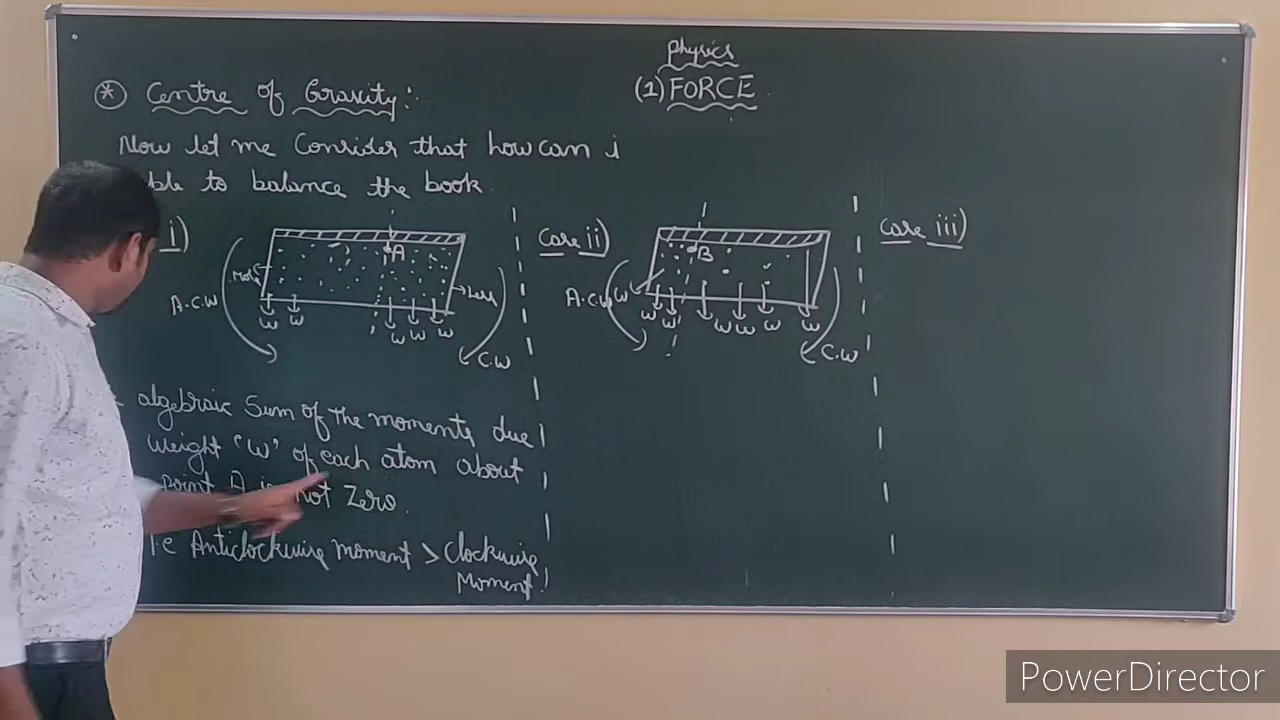 Physics
(1) FORCE
* Centre of Gravity:
Now let me Consider that how can i
ble to balance the book.
i)
A
A.C.W
Less
W W W W W
C.W
Case ii)
B
A.C.W
W
W W W W W W
C.W
Case iii)
algebraic Sum of the moments due
weight "W" of each atom about
point A is not Zero.
i.e Anticlockwise moment > clockwise
Moment.
PowerDirector